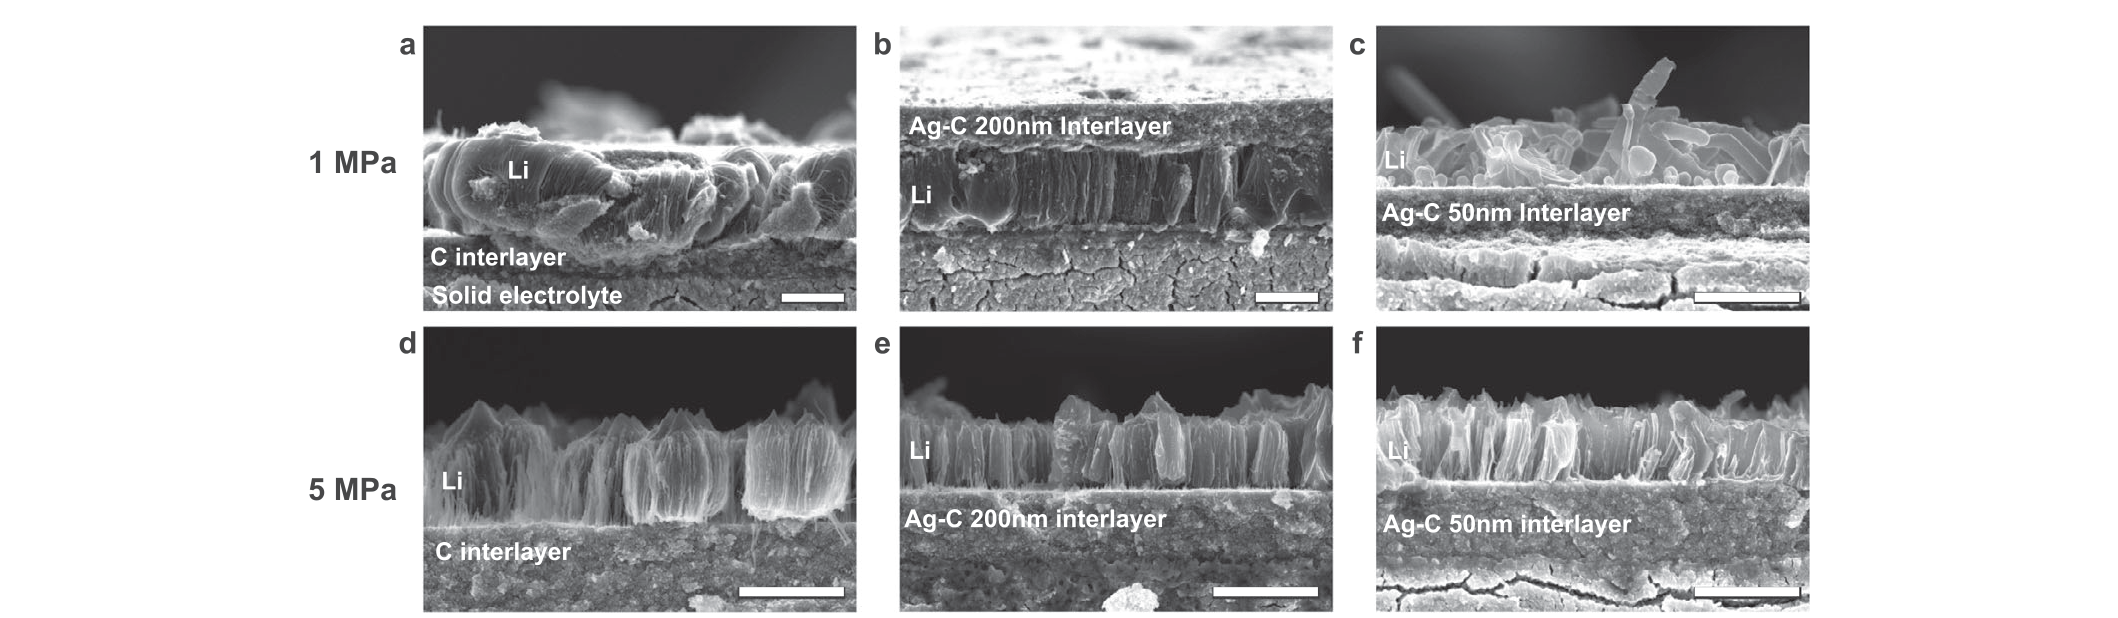 a
b
c
1 MPa
Li
C interlayer
Solid electrolyte
Ag-C 200nm Interlayer
Li
Li
Ag-C 50nm Interlayer
d
e
f
5 MPa
Li
C interlayer
Li
Ag-C 200nm interlayer
Li
Ag-C 50nm interlayer